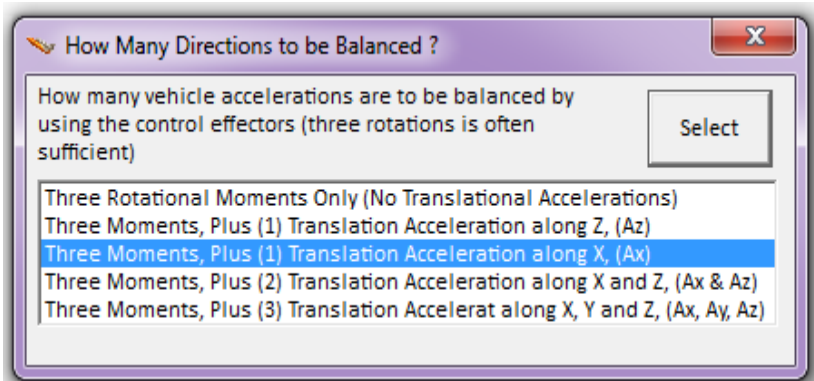 How Many Directions to be Balanced ?
X
How many vehicle accelerations are to be balanced by
using the control effectors (three rotations is often
sufficient)
Select
Three Rotational Moments Only (No Translational Accelerations)
Three Moments, Plus (1) Translation Acceleration along Z, (Az)
Three Moments, Plus (1) Translation Acceleration along X, (Ax)
Three Moments, Plus (2) Translation Acceleration along X and Z, (Ax & Az)
Three Moments, Plus (3) Translation Accelerat along X, Y and Z, (Ax, Ay, Az)